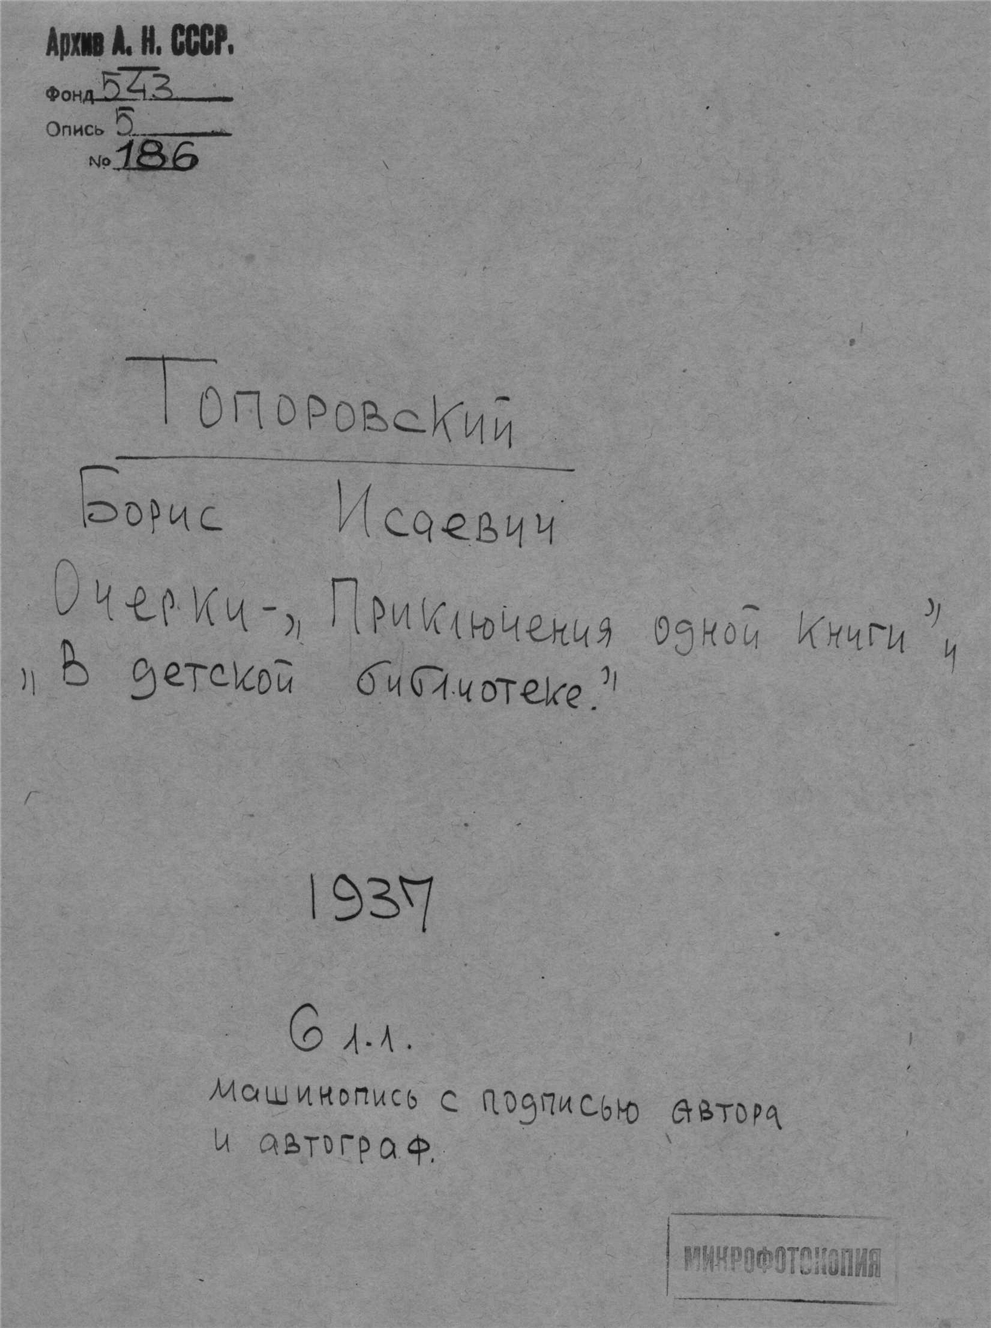 Архив А. Н. СССР.
Фонд 543
Опись 5
№ 186
Топоровский
Борис Исаевич
Очерки-„Приключения одной книги" и
„В детской библиотеке."
1937
6 л.л.
машинопись с подписью автора
и автограф.
МИКРОФОТОКОПИЯ